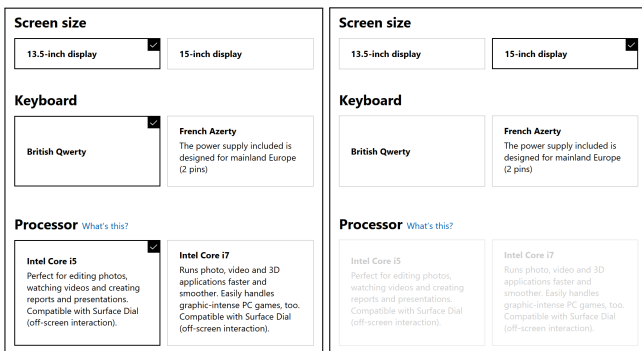 Screen size
13.5-inch display
15-inch display
Keyboard
British Qwerty
French Azerty
The power supply included is
designed for mainland Europe
(2 pins)
Processor What's this?
Intel Core i5
Perfect for editing photos,
watching videos and creating
reports and presentations.
Compatible with Surface Dial
(off-screen interaction).
Intel Core i7
Runs photo, video and 3D
applications faster and
smoother. Easily handles
graphic-intense PC games, too.
Compatible with Surface Dial
(off-screen interaction).
Screen size
13.5-inch display
15-inch display
Keyboard
British Qwerty
French Azerty
The power supply included is
designed for mainland Europe
(2 pins)
Processor What's this?
Intel Core i5
Perfect for editing photos,
watching videos and creating
reports and presentations.
Compatible with Surface Dial
(off-screen interaction).
Intel Core i7
Runs photo, video and 3D
applications faster and
smoother. Easily handles
graphic-intense PC games, too.
Compatible with Surface Dial
(off-screen interaction).